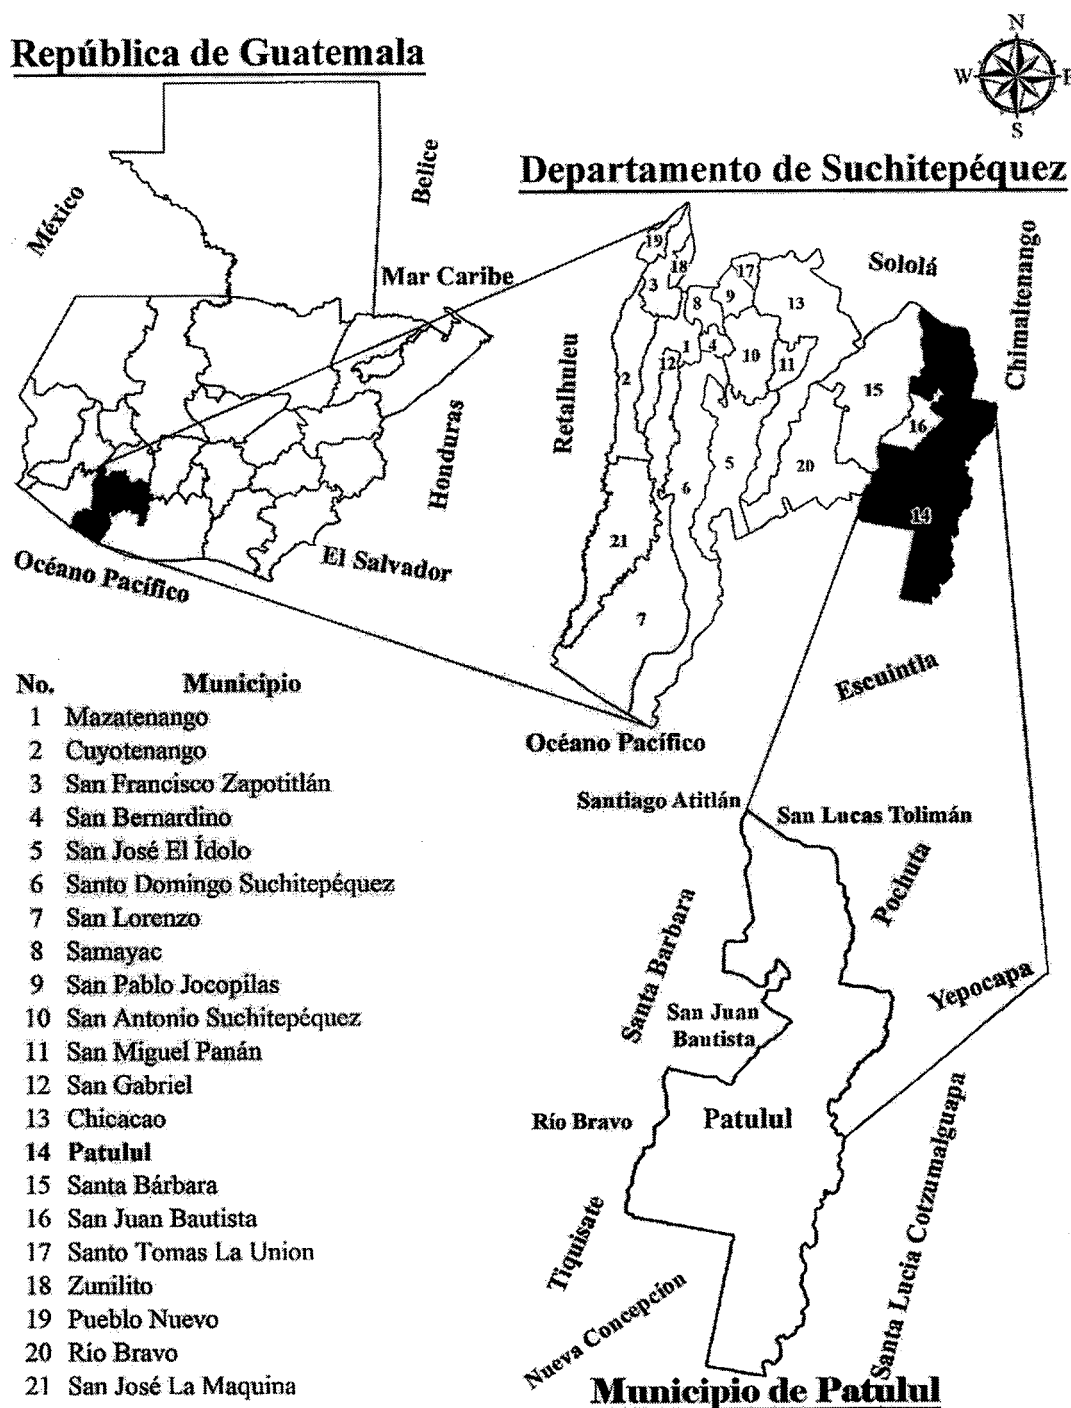 República de Guatemala
N
W
E
S
Departamento de Suchitepéquez
México
Belice
Mar Caribe
Honduras
El Salvador
Océano Pacífico
Sololá
Chimaltenango
Retalhuleu
19
18
17
3
8
9
13
1
4
12
10
11
2
15
16
5
20
6
14
21
7
Escuintla
Océano Pacífico
No. Municipio
1 Mazatenango
2 Cuyotenango
3 San Francisco Zapotitlán
4 San Bernardino
5 San José El Ídolo
6 Santo Domingo Suchitepéquez
7 San Lorenzo
8 Samayac
9 San Pablo Jocopilas
10 San Antonio Suchitepéquez
11 San Miguel Panán
12 San Gabriel
13 Chicacao
14 Patulul
15 Santa Bárbara
16 San Juan Bautista
17 Santo Tomas La Union
18 Zunilito
19 Pueblo Nuevo
20 Río Bravo
21 San José La Maquina
Santiago Atitlán
San Lucas Tolimán
Pochuta
Santa Barbara
Yepocapa
San Juan
Bautista
Río Bravo
Patulul
Tiquisate
Santa Lucia Cotzumalguapa
Nueva Concepcíon
Municipio de Patulul